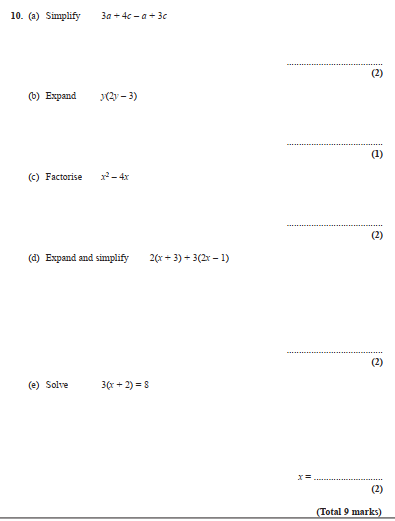 10. (a) Simplify 3a + 4c – a + 3c
................................................
(2)
(b) Expand y(2y – 3)
................................................
(1)
(c) Factorise x² – 4x
................................................
(2)
(d) Expand and simplify 2(x + 3) + 3(2x – 1)
................................................
(2)
(e) Solve 3(x + 2) = 8
x = ...................................
(2)
(Total 9 marks)